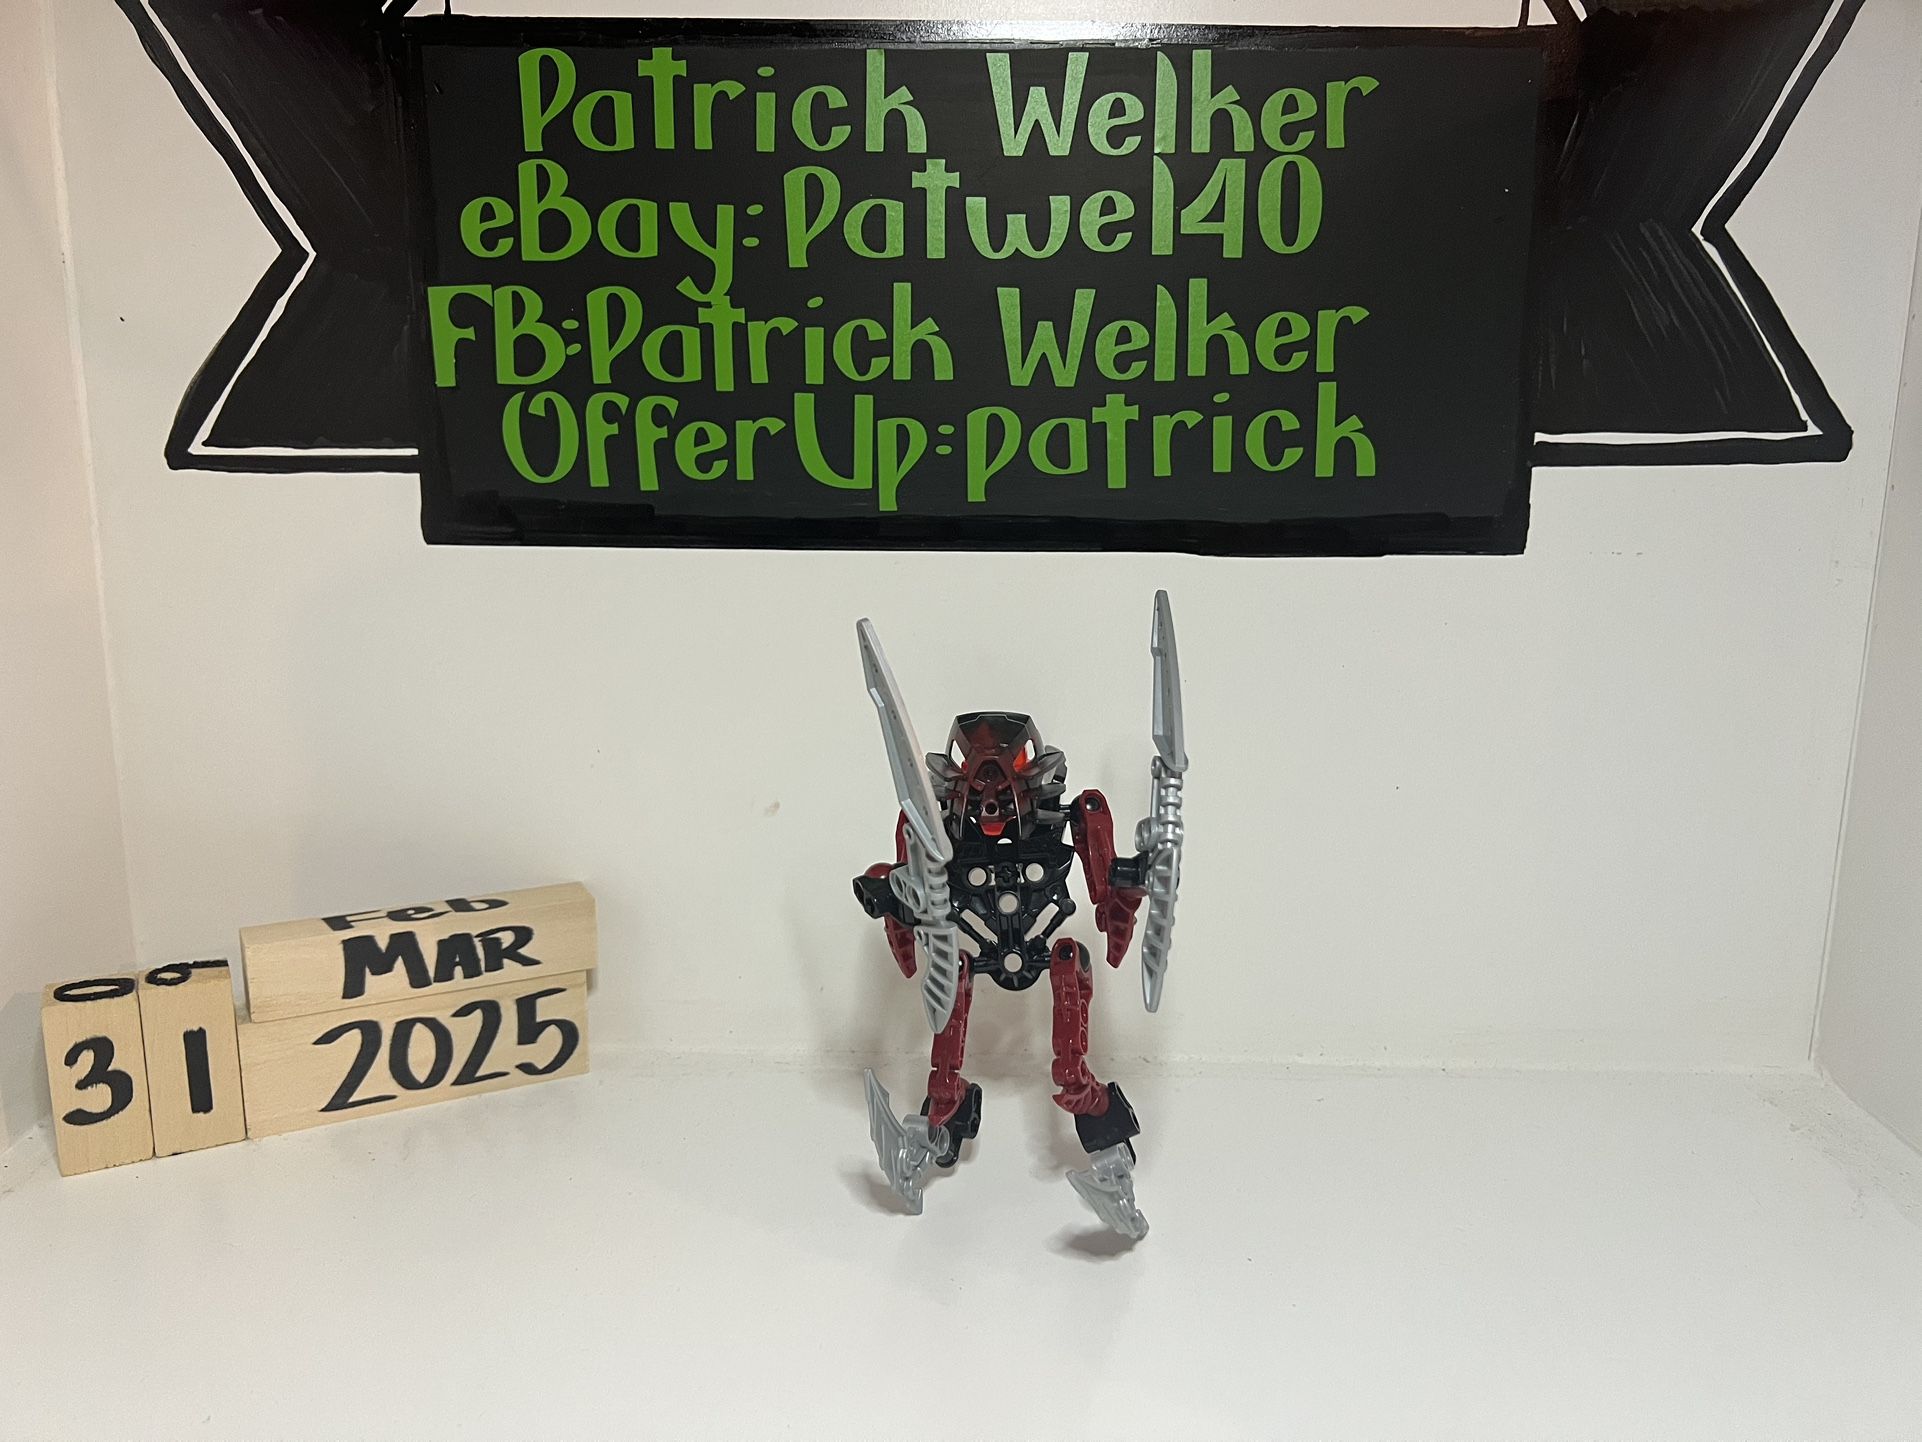 Patrick Welker
eBay:Patwel40
FB:Patrick Welker
OfferUp:patrick
Feb
MAR
31
2025